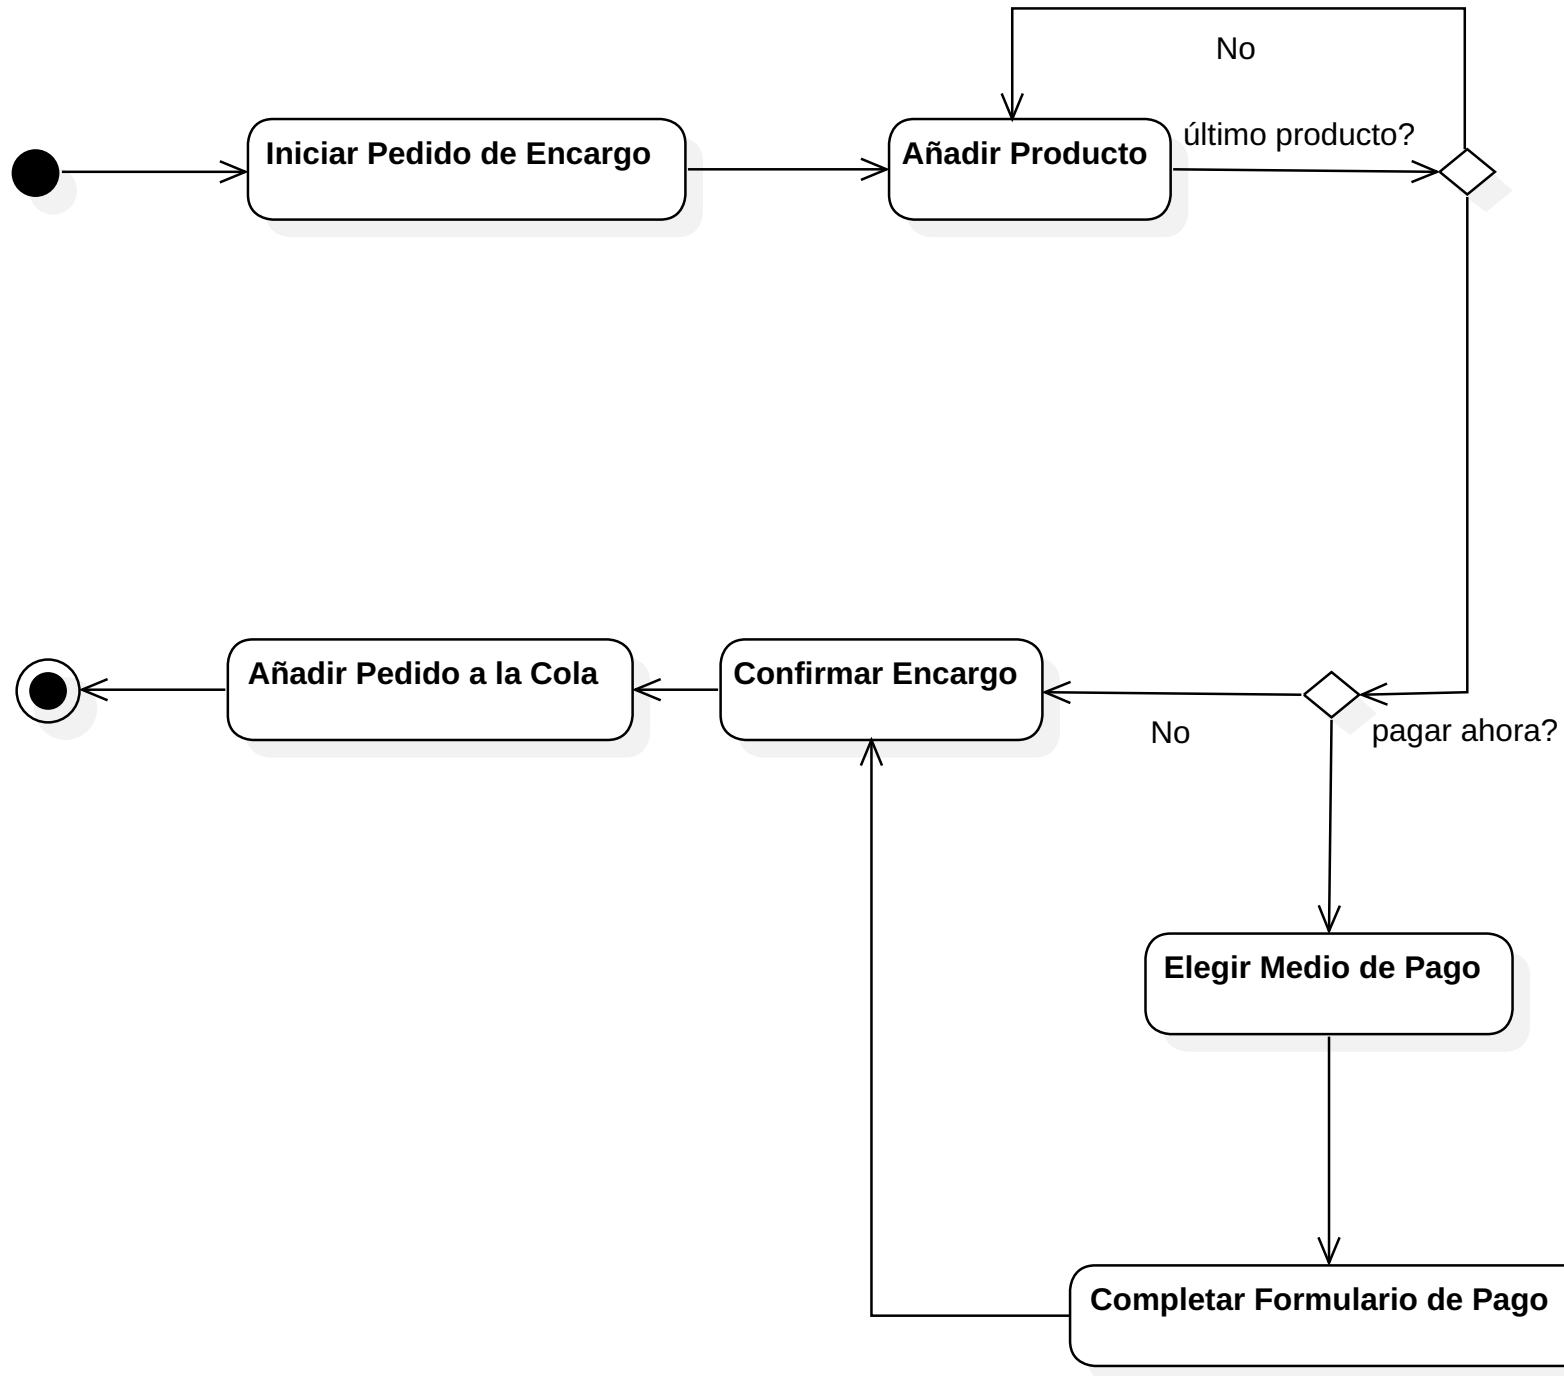 No
último producto?
Iniciar Pedido de Encargo
Añadir Producto
Añadir Pedido a la Cola
Confirmar Encargo
No
pagar ahora?
Elegir Medio de Pago
Completar Formulario de Pago